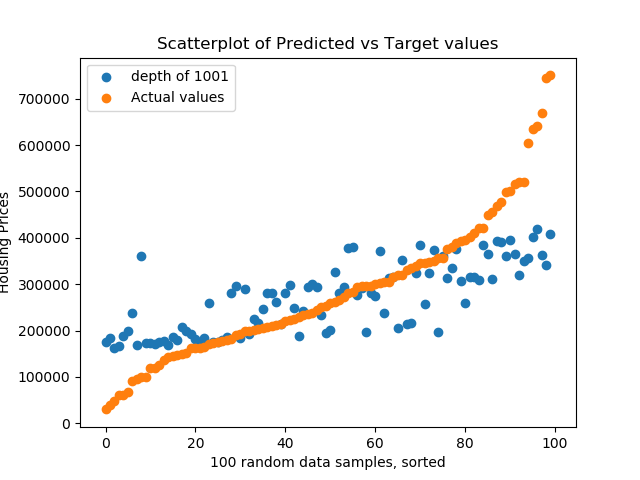 Scatterplot of Predicted vs Target values
depth of 1001
Actual values
700000
600000
500000
400000
300000
200000
100000
0
Housing Prices
0 20 40 60 80 100
100 random data samples, sorted